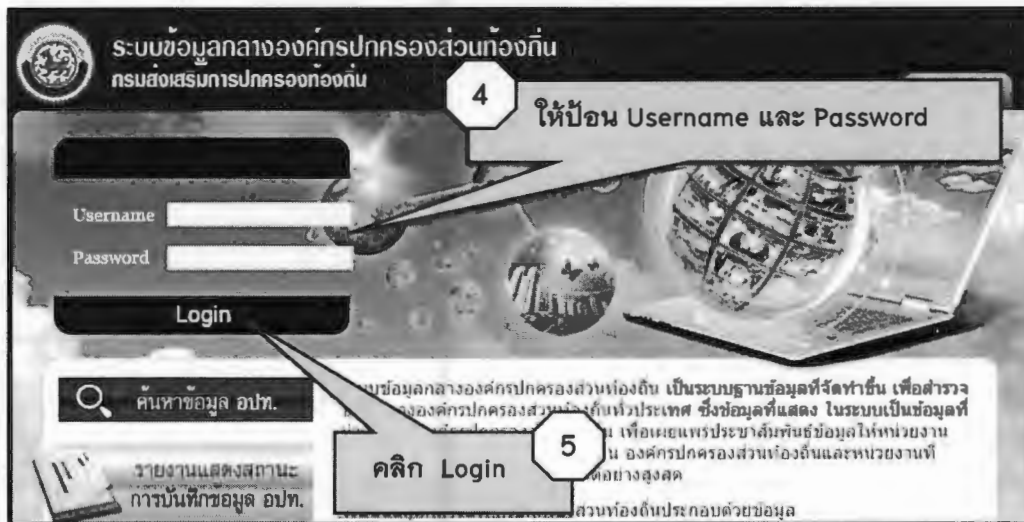 ระบบข้อมูลกลางองค์กรปกครองส่วนท้องถิ่น
กรมส่งเสริมการปกครองท้องถิ่น
4
ให้ป้อน Username และ Password
Username
Password
Login
ค้นหาข้อมูล อปท.
รายงานแสดงสถานะ
การบันทึกข้อมูล อปท.
บบข้อมูลกลางองค์กรปกครองส่วนท้องถิ่น เป็นระบบฐานข้อมูลที่จัดทำขึ้น เพื่อสำรวจ
องค์กรปกครองส่วนท้องถิ่นทั่วประเทศ ซึ่งข้อมูลที่แสดง ในระบบเป็นข้อมูลที่
เพื่อเผยแพร่ประชาสัมพันธ์ข้อมูลให้หน่วยงาน
องค์กรปกครองส่วนท้องถิ่นและหน่วยงานที่
อย่างสูงสุด
ส่วนท้องถิ่นประกอบด้วยข้อมูล
5
คลิก Login